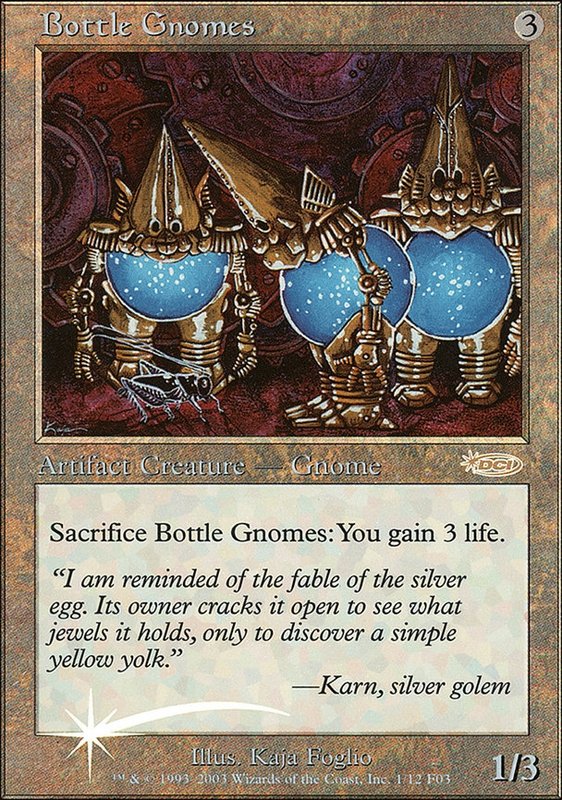 Bottle Gnomes
3
Kaja
Artifact Creature — Gnome
DCI
Sacrifice Bottle Gnomes: You gain 3 life.
“I am reminded of the fable of the silver
egg. Its owner cracks it open to see what
jewels it holds, only to discover a simple
yellow yolk.”
—Karn, silver golem
Illus. Kaja Foglio
™ & © 1993–2003 Wizards of the Coast, Inc. 1/12 F03
1/3